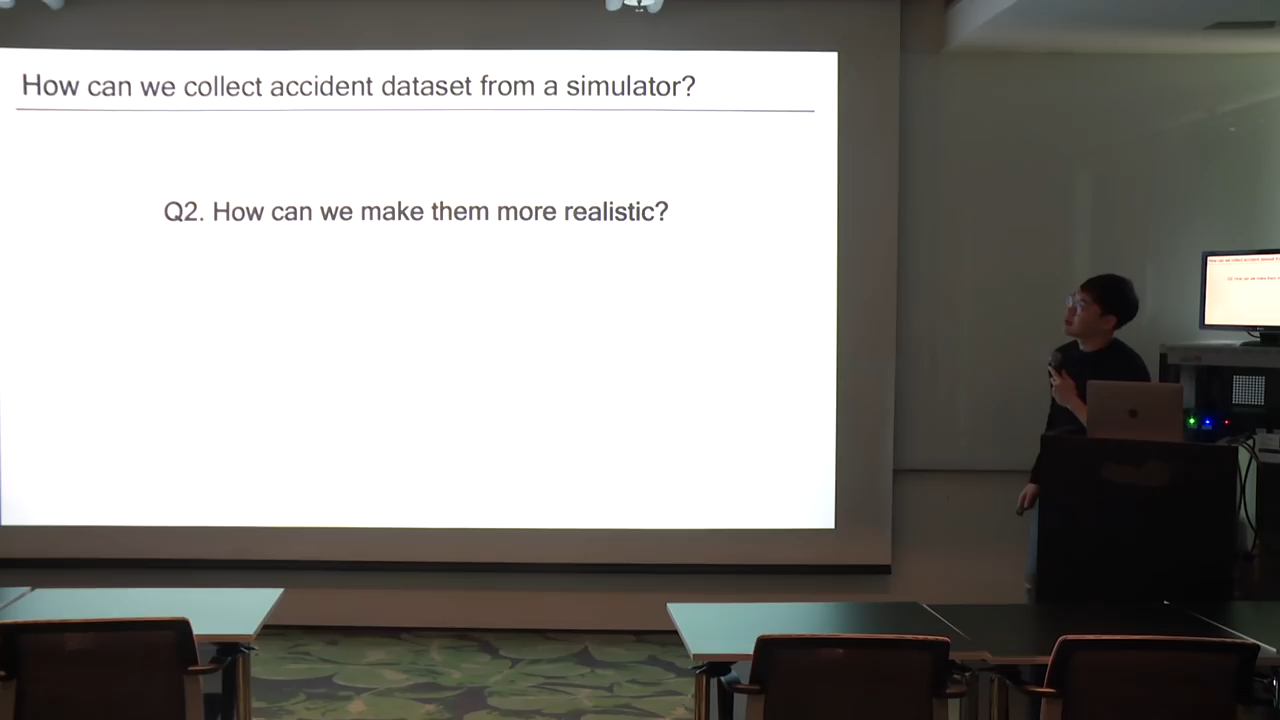 How can we collect accident dataset from a simulator?
Q2. How can we make them more realistic?